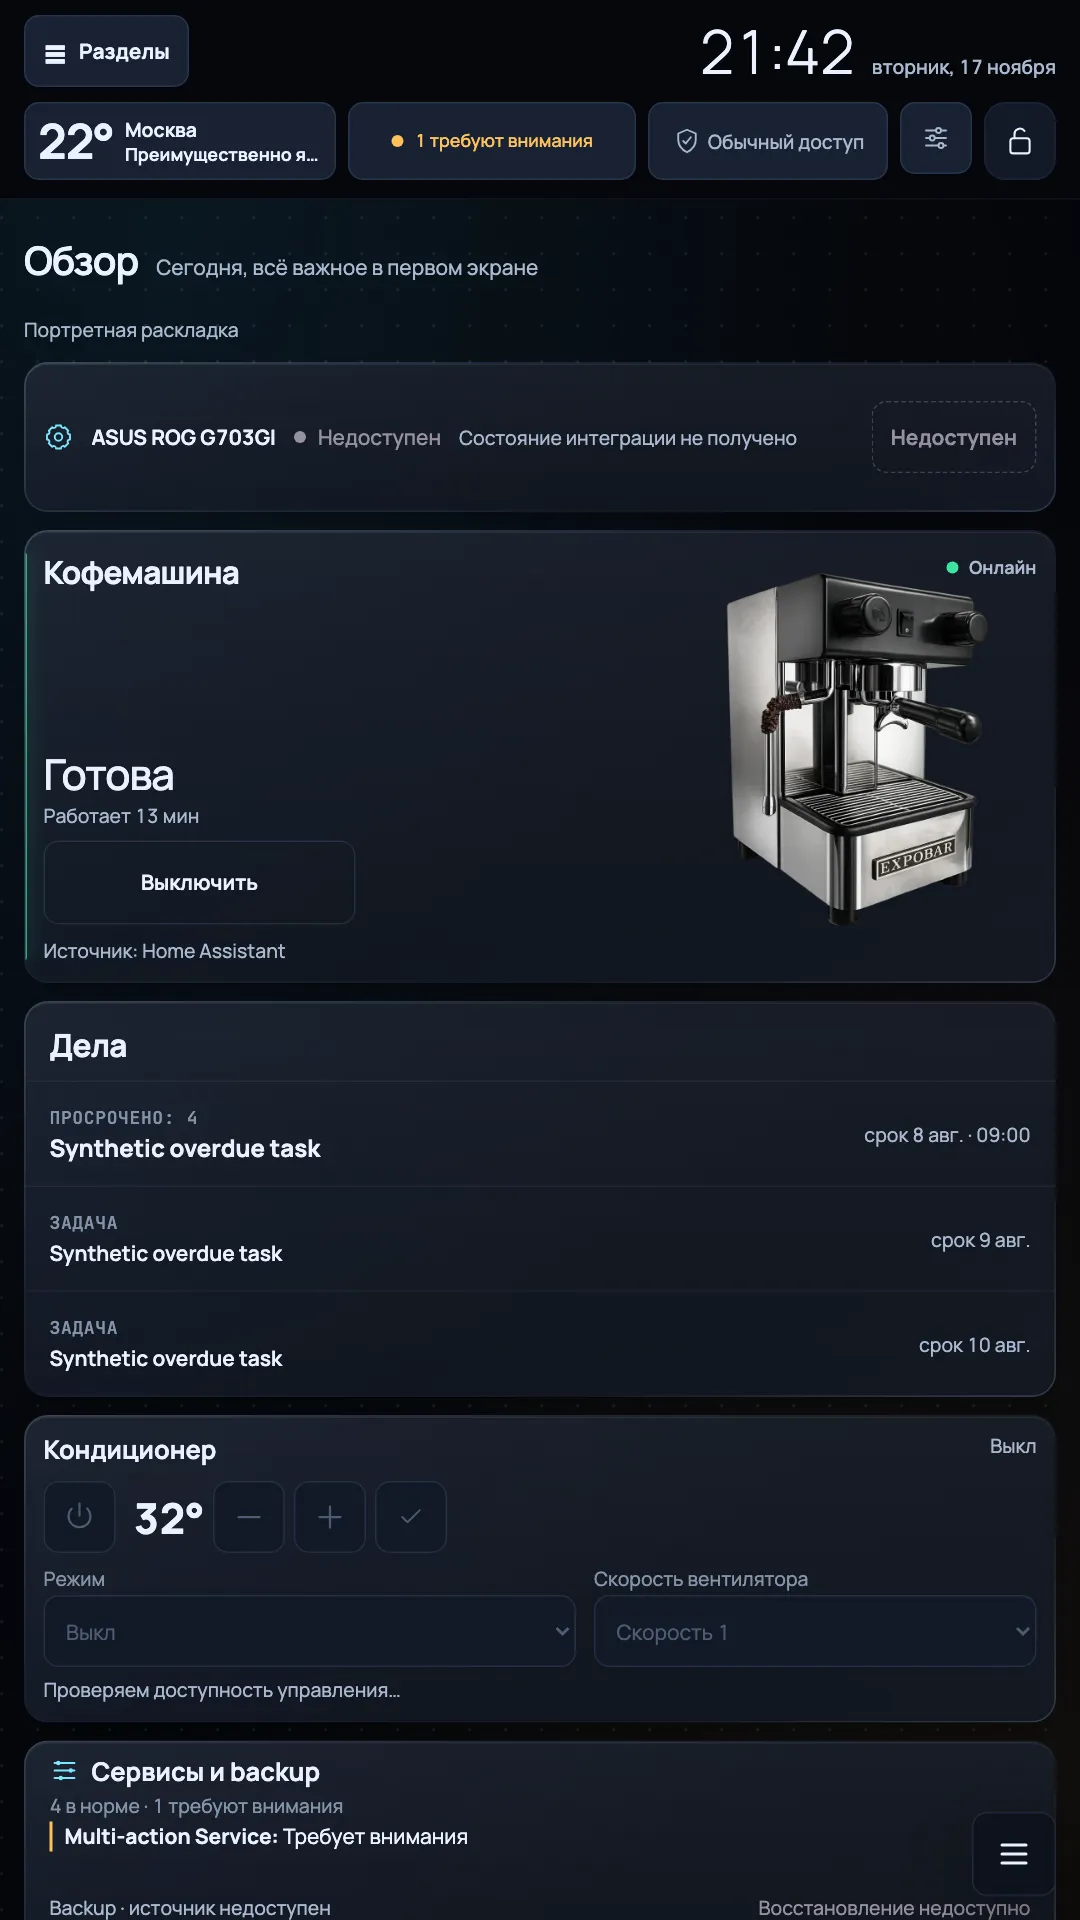 Разделы
21:42 вторник, 17 ноября
22° Москва
Преимущественно я…
1 требуют внимания
Обычный доступ
Обзор Сегодня, всё важное в первом экране
Портретная раскладка
ASUS ROG G703GI Недоступен Состояние интеграции не получено Недоступен
Кофемашина
Онлайн
EXPOBAR
Готова
Работает 13 мин
Выключить
Источник: Home Assistant
Дела
ПРОСРОЧЕНО: 4
Synthetic overdue task
срок 8 авг. · 09:00
ЗАДАЧА
Synthetic overdue task
срок 9 авг.
ЗАДАЧА
Synthetic overdue task
срок 10 авг.
Кондиционер
Выкл
32°
Режим
Скорость вентилятора
Выкл
Скорость 1
Проверяем доступность управления…
Сервисы и backup
4 в норме · 1 требуют внимания
Multi-action Service: Требует внимания
Backup · источник недоступен
Восстановление недоступно